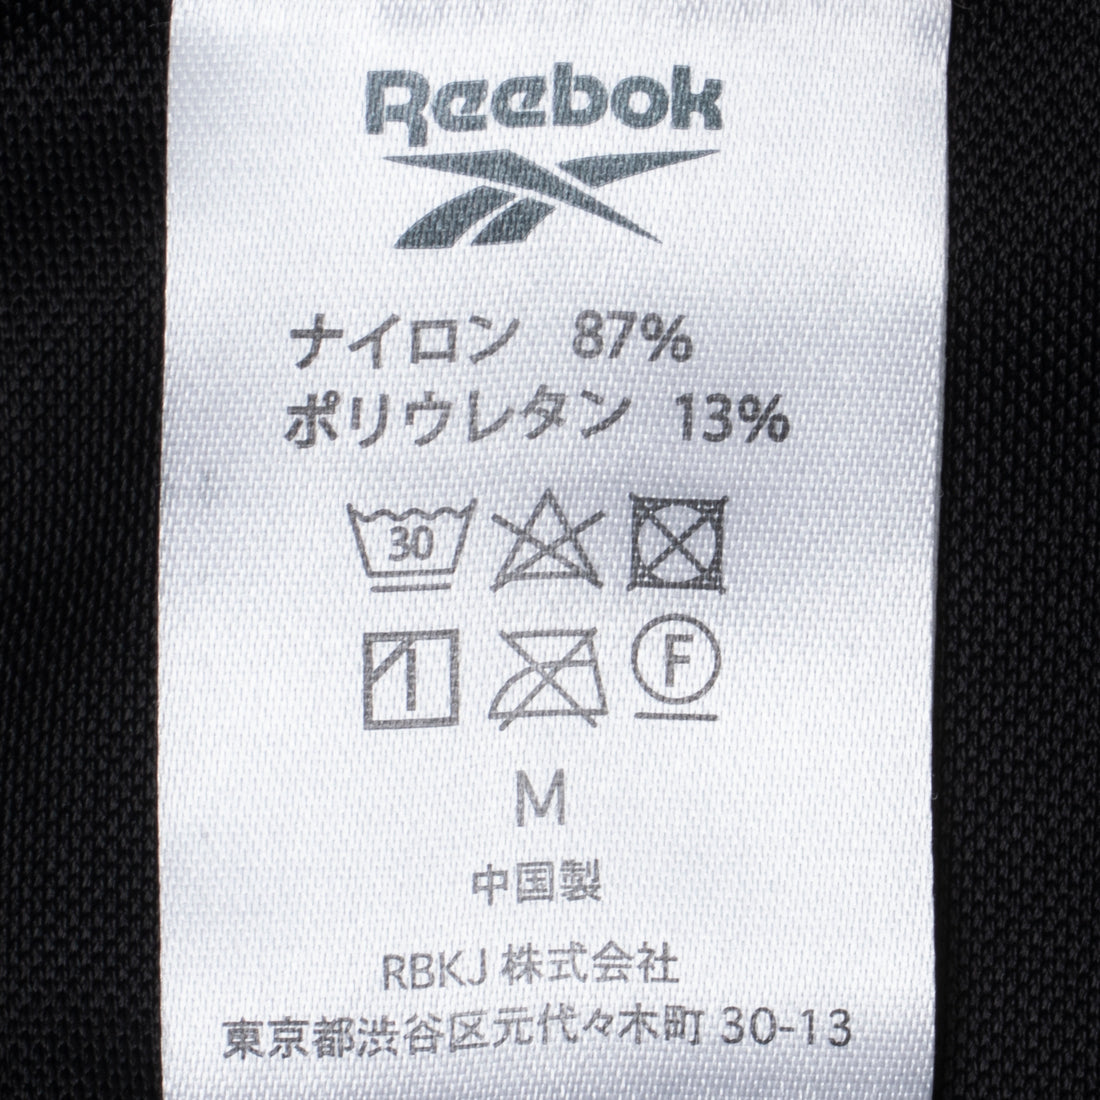 Reebok
ナイロン 87%
ポリウレタン 13%
30
F
M
中国製
RBKJ 株式会社
東京都渋谷区元代々木町 30-13